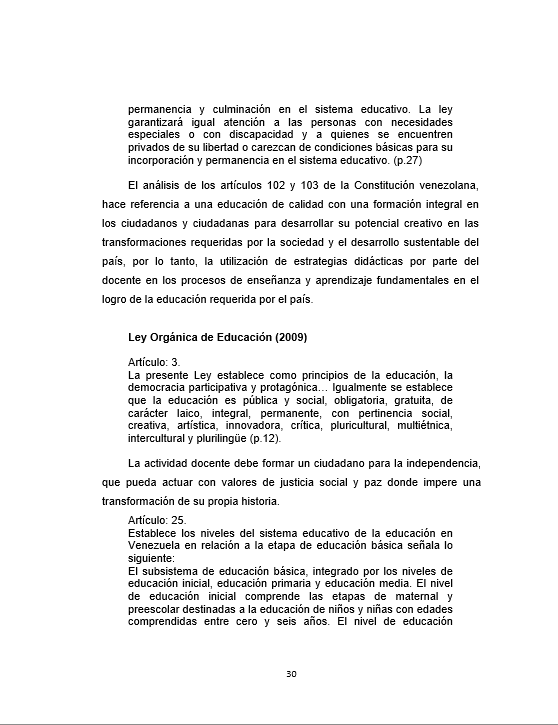 permanencia y culminación en el sistema educativo. La ley
garantizará igual atención a las personas con necesidades
especiales o con discapacidad y a quienes se encuentren
privados de su libertad o carezcan de condiciones básicas para su
incorporación y permanencia en el sistema educativo. (p.27)
El análisis de los artículos 102 y 103 de la Constitución venezolana,
hace referencia a una educación de calidad con una formación integral en
los ciudadanos y ciudadanas para desarrollar su potencial creativo en las
transformaciones requeridas por la sociedad y el desarrollo sustentable del
país, por lo tanto, la utilización de estrategias didácticas por parte del
docente en los procesos de enseñanza y aprendizaje fundamentales en el
logro de la educación requerida por el país.
Ley Orgánica de Educación (2009)
Artículo: 3.
La presente Ley establece como principios de la educación, la
democracia participativa y protagónica… Igualmente se establece
que la educación es pública y social, obligatoria, gratuita, de
carácter laico, integral, permanente, con pertinencia social,
creativa, artística, innovadora, crítica, pluricultural, multiétnica,
intercultural y plurilingüe (p.12).
La actividad docente debe formar un ciudadano para la independencia,
que pueda actuar con valores de justicia social y paz donde impere una
transformación de su propia historia.
Artículo: 25.
Establece los niveles del sistema educativo de la educación en
Venezuela en relación a la etapa de educación básica señala lo
siguiente:
El subsistema de educación básica, integrado por los niveles de
educación inicial, educación primaria y educación media. El nivel
de educación inicial comprende las etapas de maternal y
preescolar destinadas a la educación de niños y niñas con edades
comprendidas entre cero y seis años. El nivel de educación
30